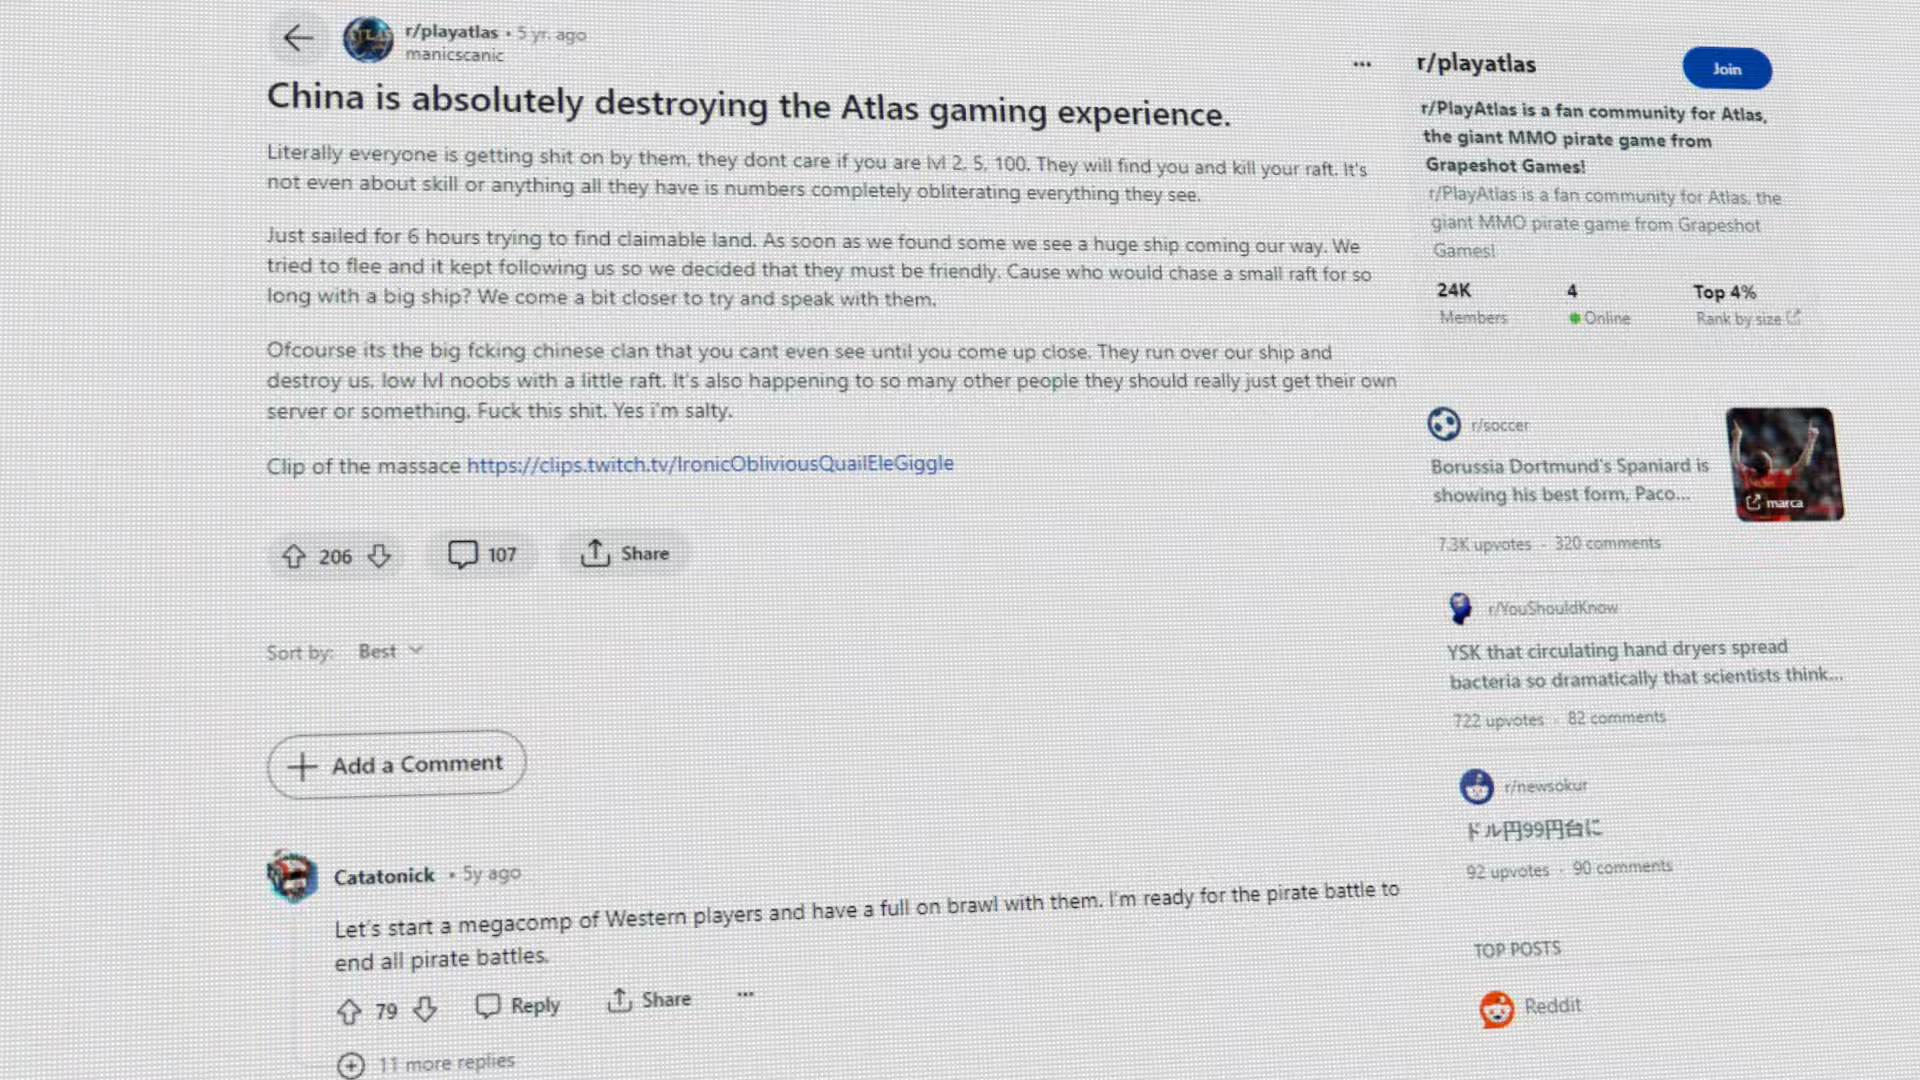 r/playatlas • 5 yr. ago
manicscanic
China is absolutely destroying the Atlas gaming experience.
Literally everyone is getting shit on by them, they dont care if you are lvl 2, 5, 100. They will find you and kill your raft. It's
not even about skill or anything all they have is numbers completely obliterating everything they see.
Just sailed for 6 hours trying to find claimable land. As soon as we found some we see a huge ship coming our way. We
tried to flee and it kept following us so we decided that they must be friendly. Cause who would chase a small raft for so
long with a big ship? We come a bit closer to try and speak with them.
Ofcourse its the big fcking chinese clan that you cant even see until you come up close. They run over our ship and
destroy us, low lvl noobs with a little raft. It's also happening to so many other people they should really just get their own
server or something. Fuck this shit. Yes i'm salty.
Clip of the massace https://clips.twitch.tv/IronicObliviousQuailEleGiggle
206
107
Share
Sort by: Best
Add a Comment
Catatonick • 5y ago
Let's start a megacomp of Western players and have a full on brawl with them. I'm ready for the pirate battle to
end all pirate battles.
79
Reply
Share
11 more replies
r/playatlas
Join
r/PlayAtlas is a fan community for Atlas,
the giant MMO pirate game from
Grapeshot Games!
r/PlayAtlas is a fan community for Atlas, the
giant MMO pirate game from Grapeshot
Games!
24K 4 Top 4%
Members Online Rank by size
r/soccer
Borussia Dortmund's Spaniard is
showing his best form, Paco...
marca
7.3K upvotes · 320 comments
r/YouShouldKnow
YSK that circulating hand dryers spread
bacteria so dramatically that scientists think...
722 upvotes · 82 comments
r/newsokur
ドル円99円台に
92 upvotes · 90 comments
TOP POSTS
Reddit